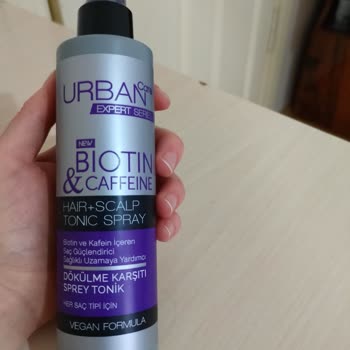 URBAN Care
EXPERT SERIES
NEW
BIOTIN
& CAFFEINE
HAIR+SCALP
TONIC SPRAY
Biotin ve Kafein İçeren
Saç Güçlendirici
Sağlıklı Uzamaya Yardımcı
DÖKÜLME KARŞITI
SPREY TONİK
HER SAÇ TİPİ İÇİN
VEGAN FORMULA